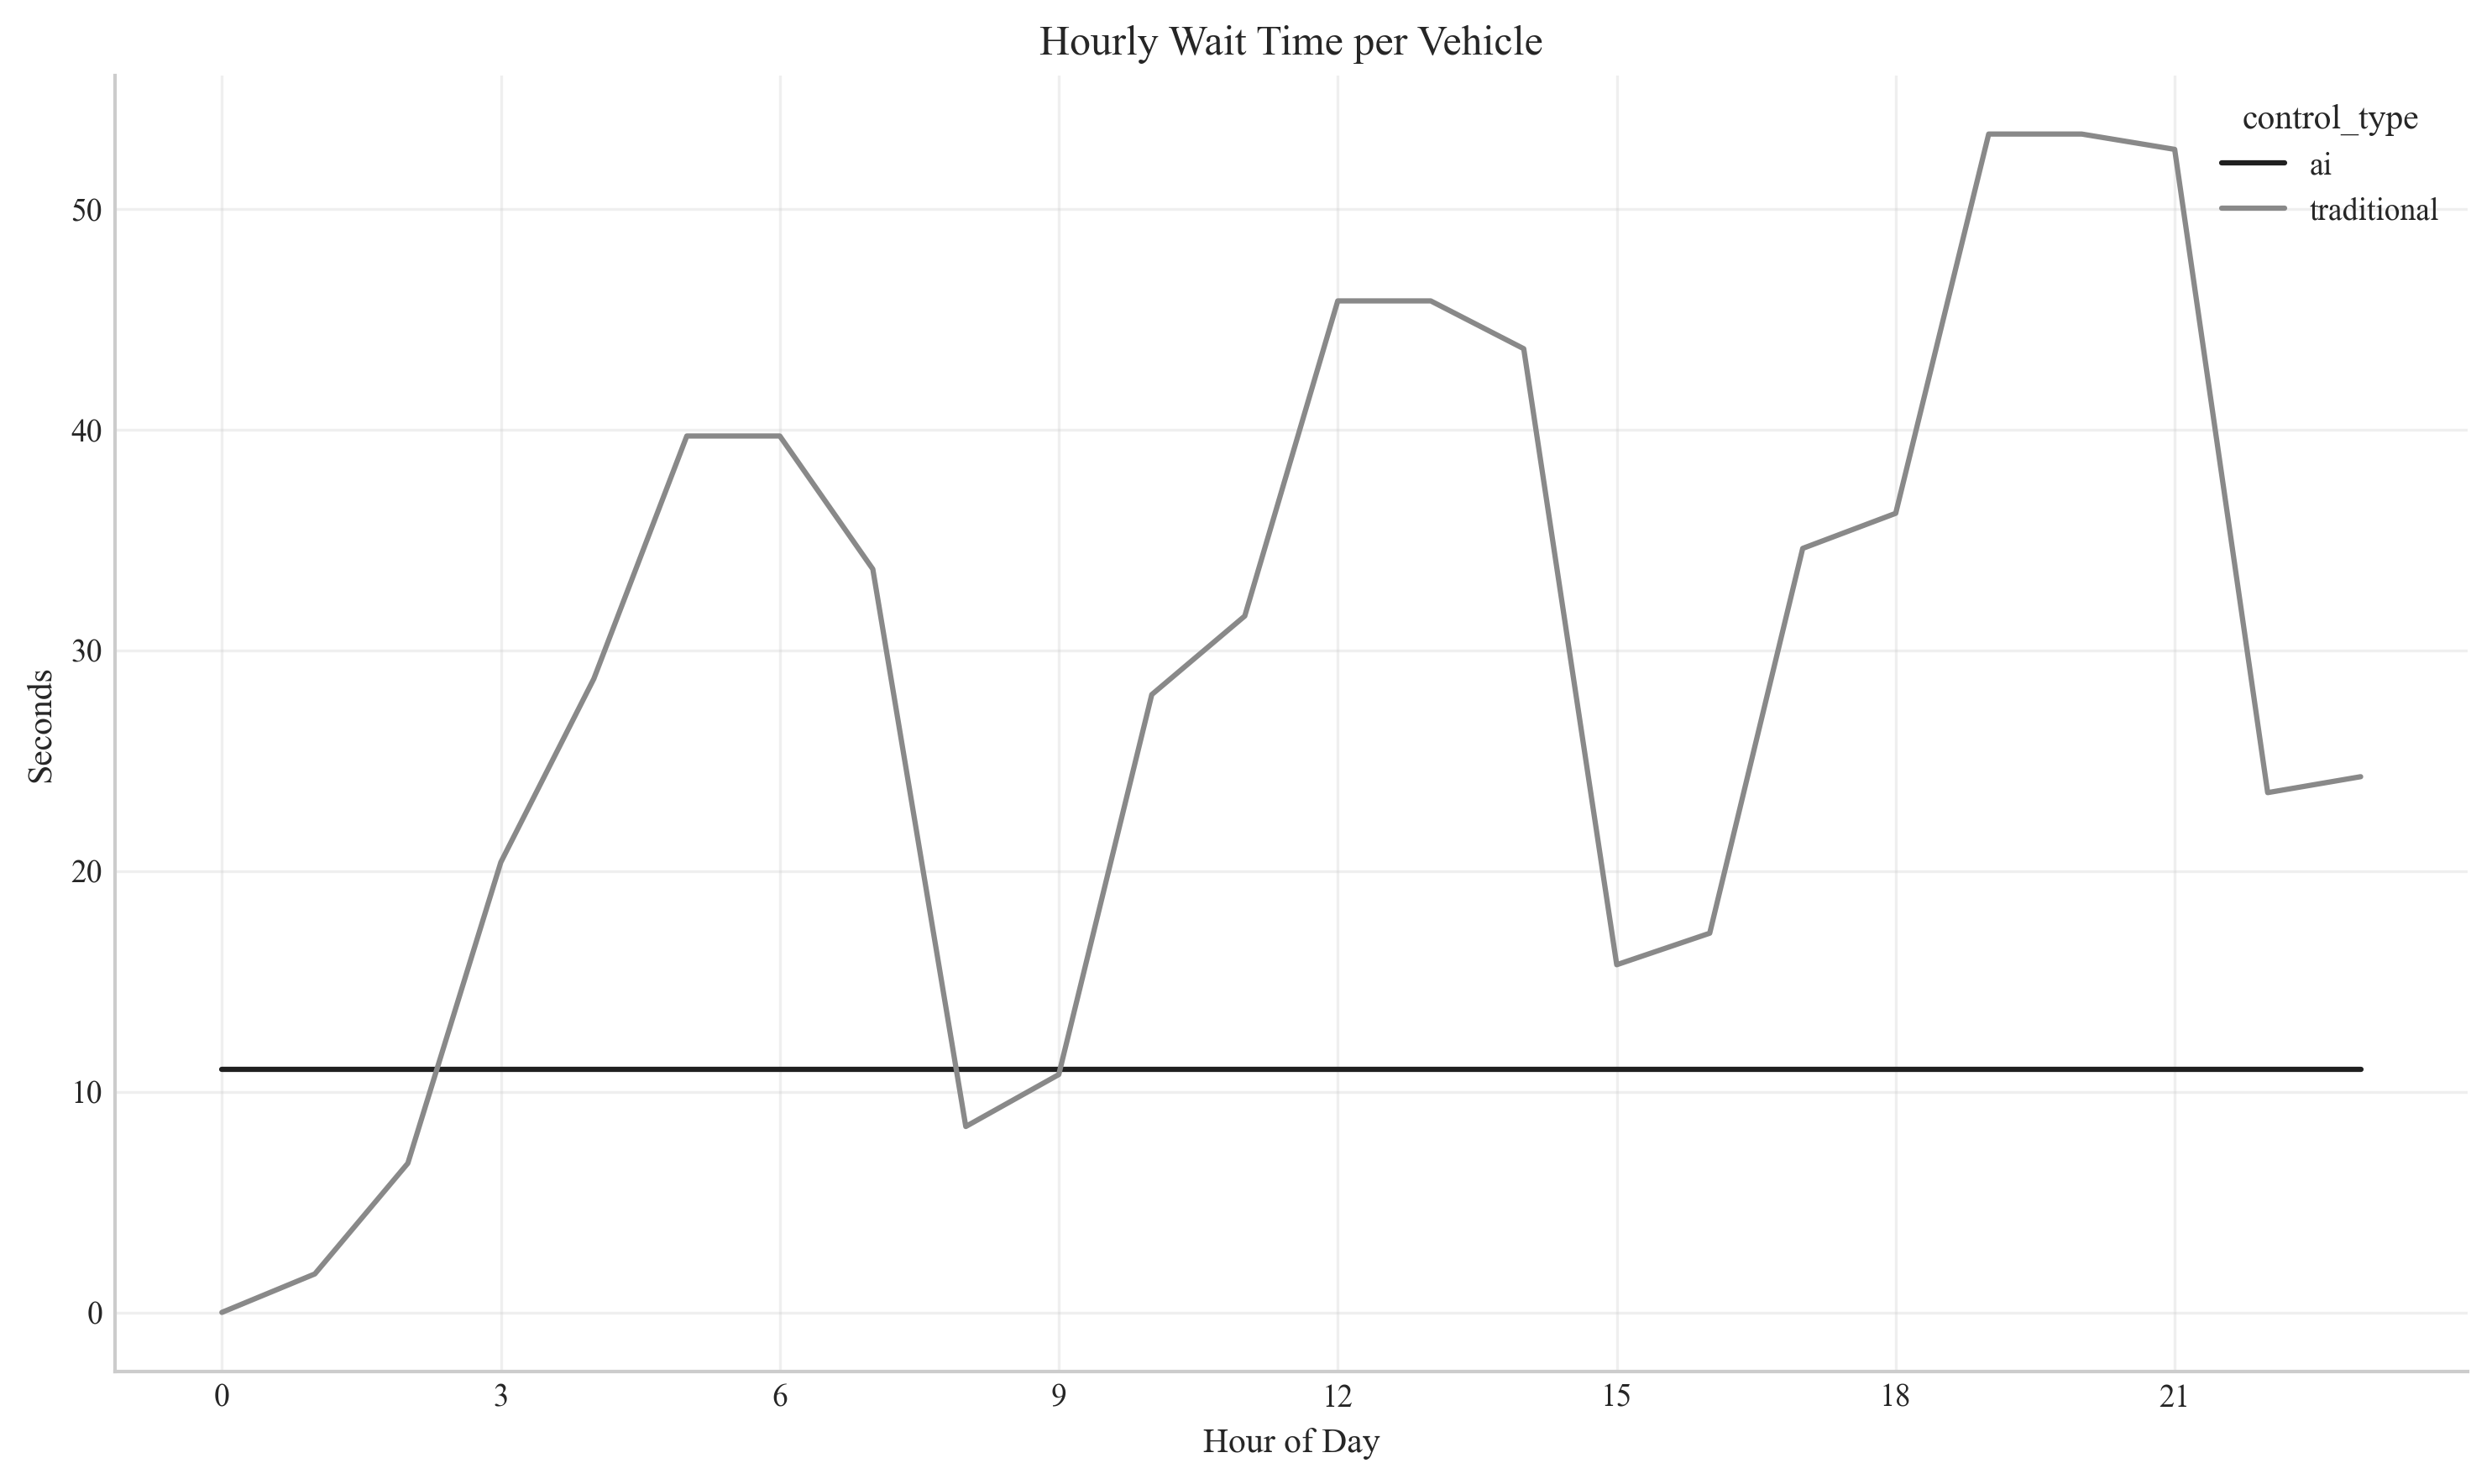 Hourly Wait Time per Vehicle
control_type
ai
traditional
50
40
30
20
10
0
Seconds
0 3 6 9 12 15 18 21
Hour of Day